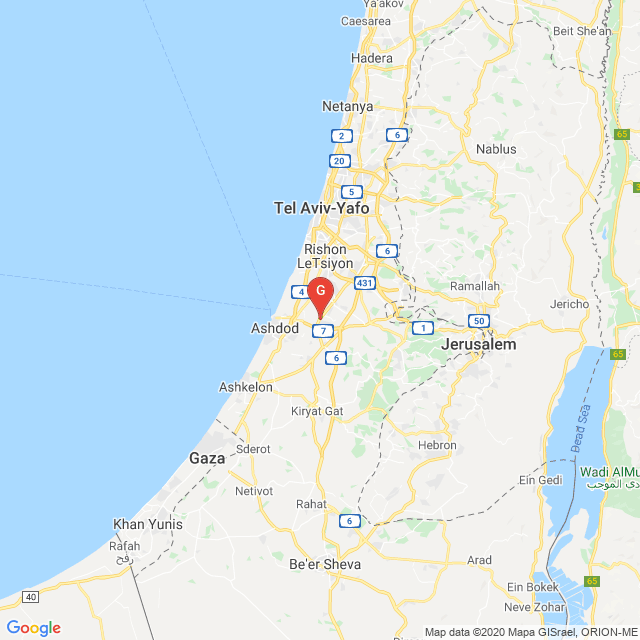 Ya'akov
Caesarea
Beit She'an
Hadera
Netanya
2
6
65
20
Nablus
5
Tel Aviv-Yafo
Rishon
LeTsiyon
6
431
4
G
Ramallah
Jericho
Ashdod
7
1
50
Jerusalem
6
65
Ashkelon
Kiryat Gat
Dead Sea
Sderot
Hebron
Gaza
Wadi AlMu
Ein Gedi
Netivot
Rahat
6
Khan Yunis
Rafah
رفح
Be'er Sheva
Arad
65
Ein Bokek
40
Neve Zohar
Google
Map data ©2020 Mapa GISrael, ORION-ME
Dimona